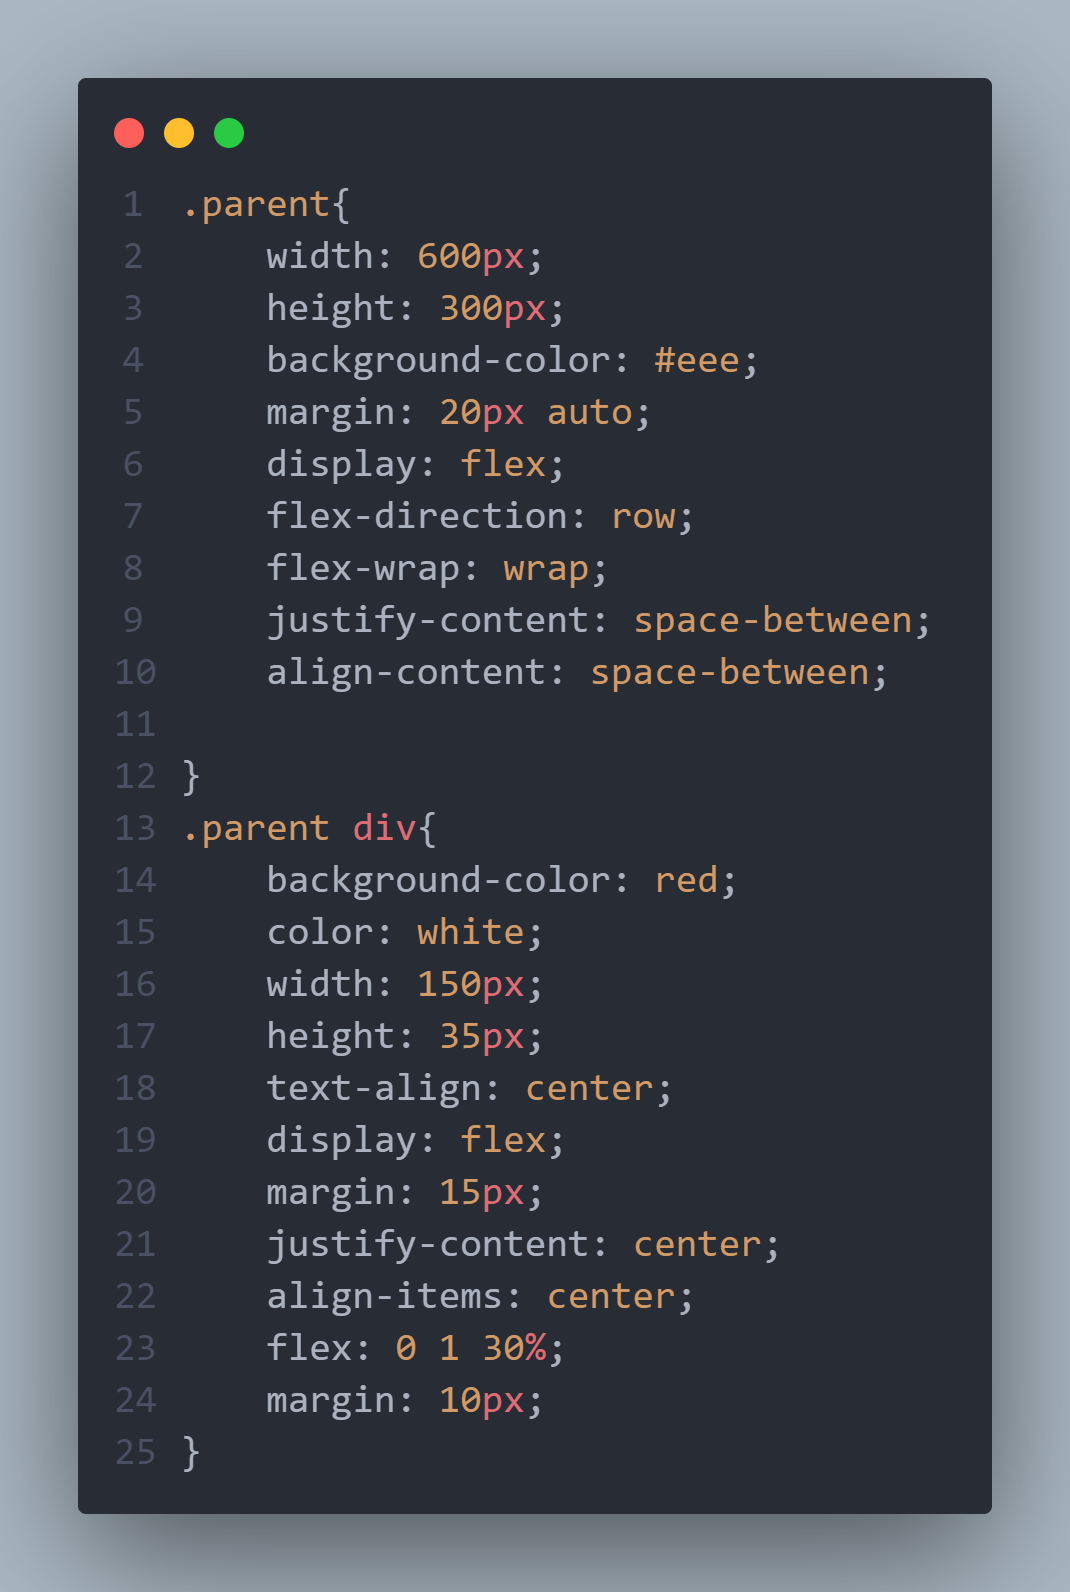 1 .parent{
2     width: 600px;
3     height: 300px;
4     background-color: #eee;
5     margin: 20px auto;
6     display: flex;
7     flex-direction: row;
8     flex-wrap: wrap;
9     justify-content: space-between;
10     align-content: space-between;
11
12 }
13 .parent div{
14     background-color: red;
15     color: white;
16     width: 150px;
17     height: 35px;
18     text-align: center;
19     display: flex;
20     margin: 15px;
21     justify-content: center;
22     align-items: center;
23     flex: 0 1 30%;
24     margin: 10px;
25 }